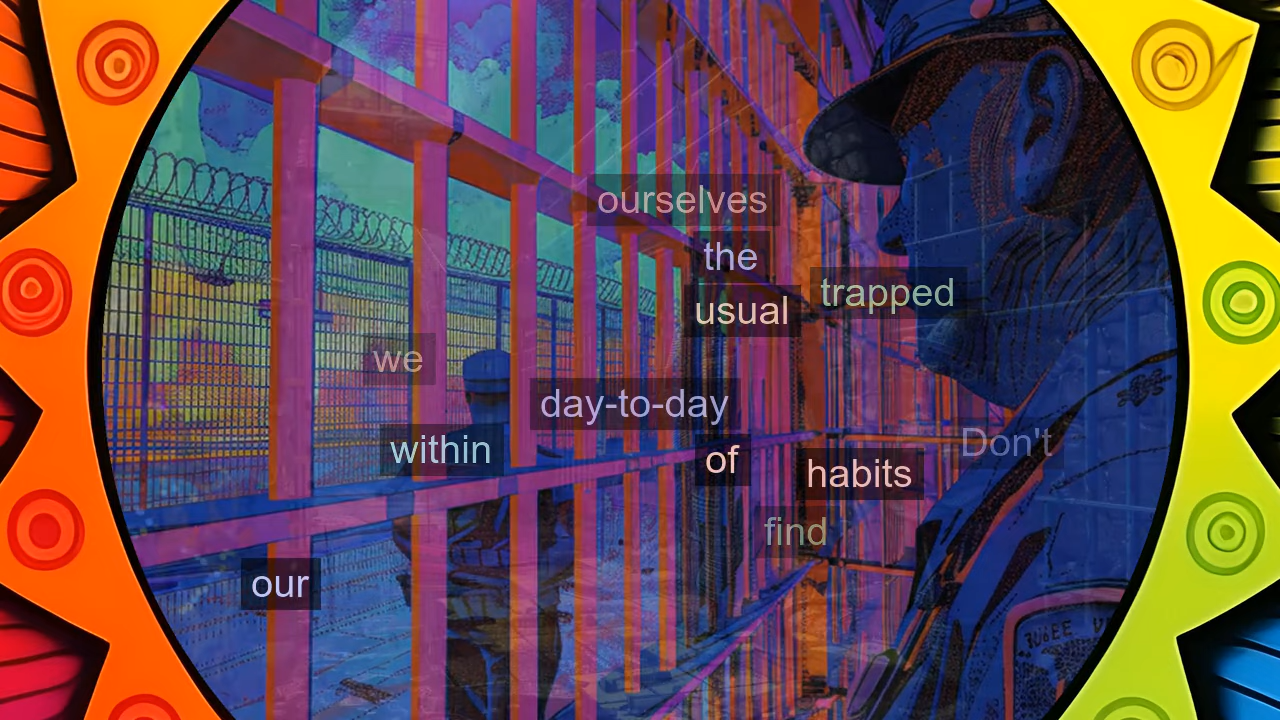 ourselves
the
trapped
usual
we
day-to-day
Don't
within
of
habits
find
our